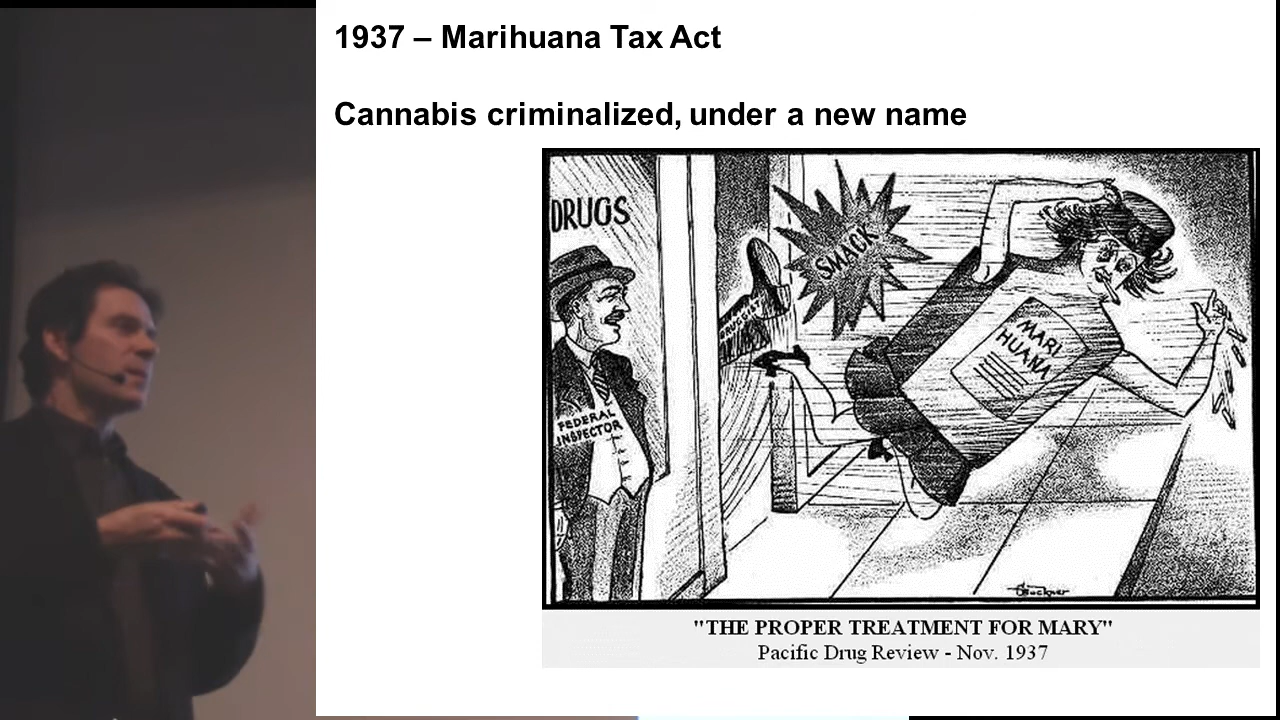 1937 – Marihuana Tax Act
Cannabis criminalized, under a new name
DRUGS
SMACK
MARI
HUANA
FEDERAL
INSPECTOR
"THE PROPER TREATMENT FOR MARY"
Pacific Drug Review - Nov. 1937